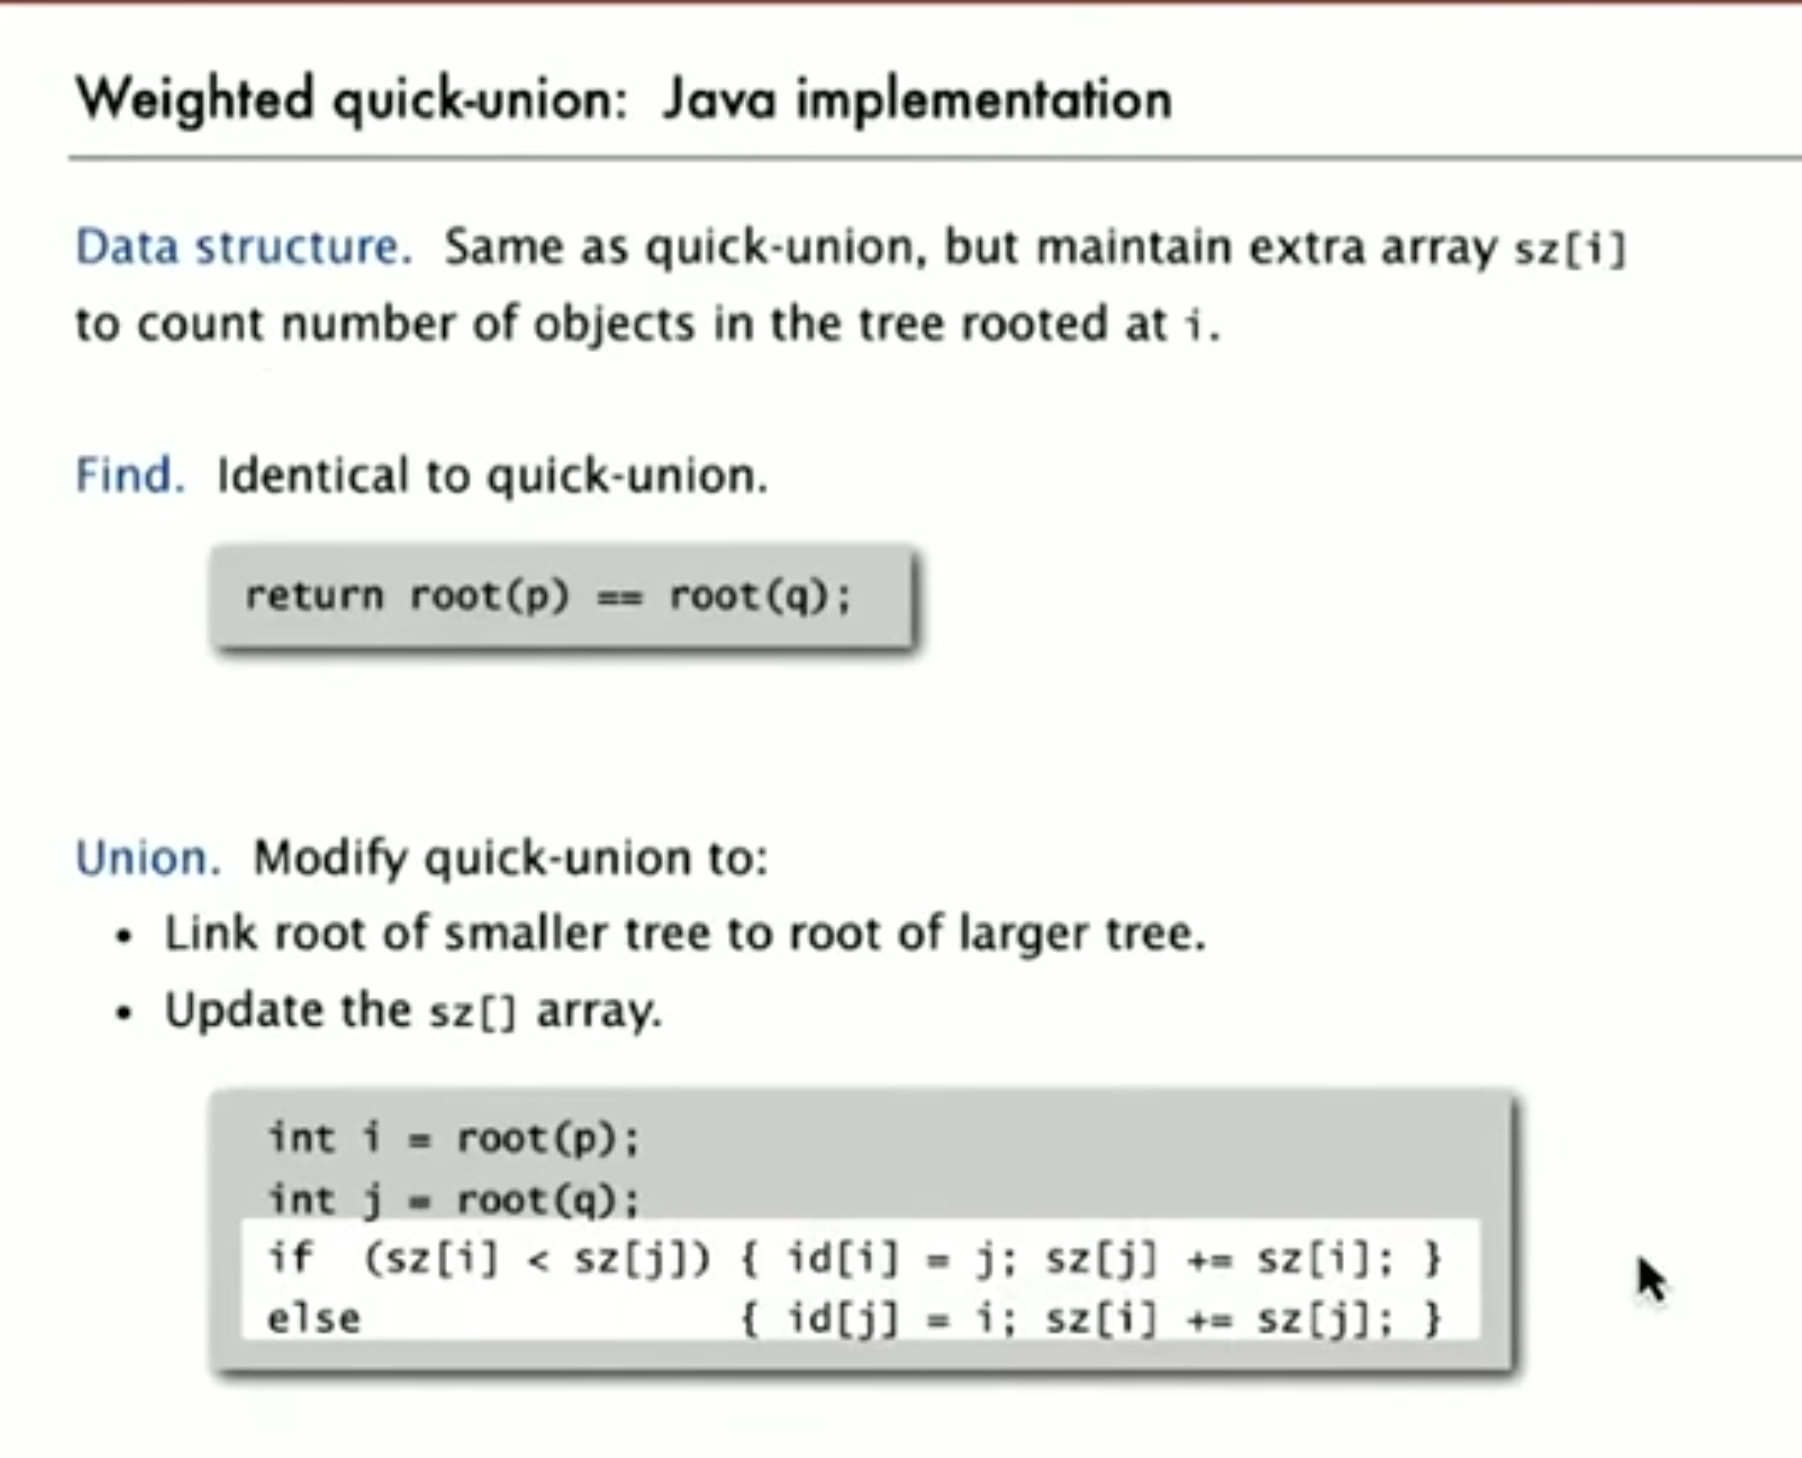 Weighted quick-union: Java implementation
Data structure. Same as quick-union, but maintain extra array sz[i]
to count number of objects in the tree rooted at i.
Find. Identical to quick-union.
return root(p) == root(q);
Union. Modify quick-union to:
• Link root of smaller tree to root of larger tree.
• Update the sz[] array.
int i = root(p);
int j = root(q);
if (sz[i] < sz[j]) { id[i] = j; sz[j] += sz[i]; }
else { id[j] = i; sz[i] += sz[j]; }